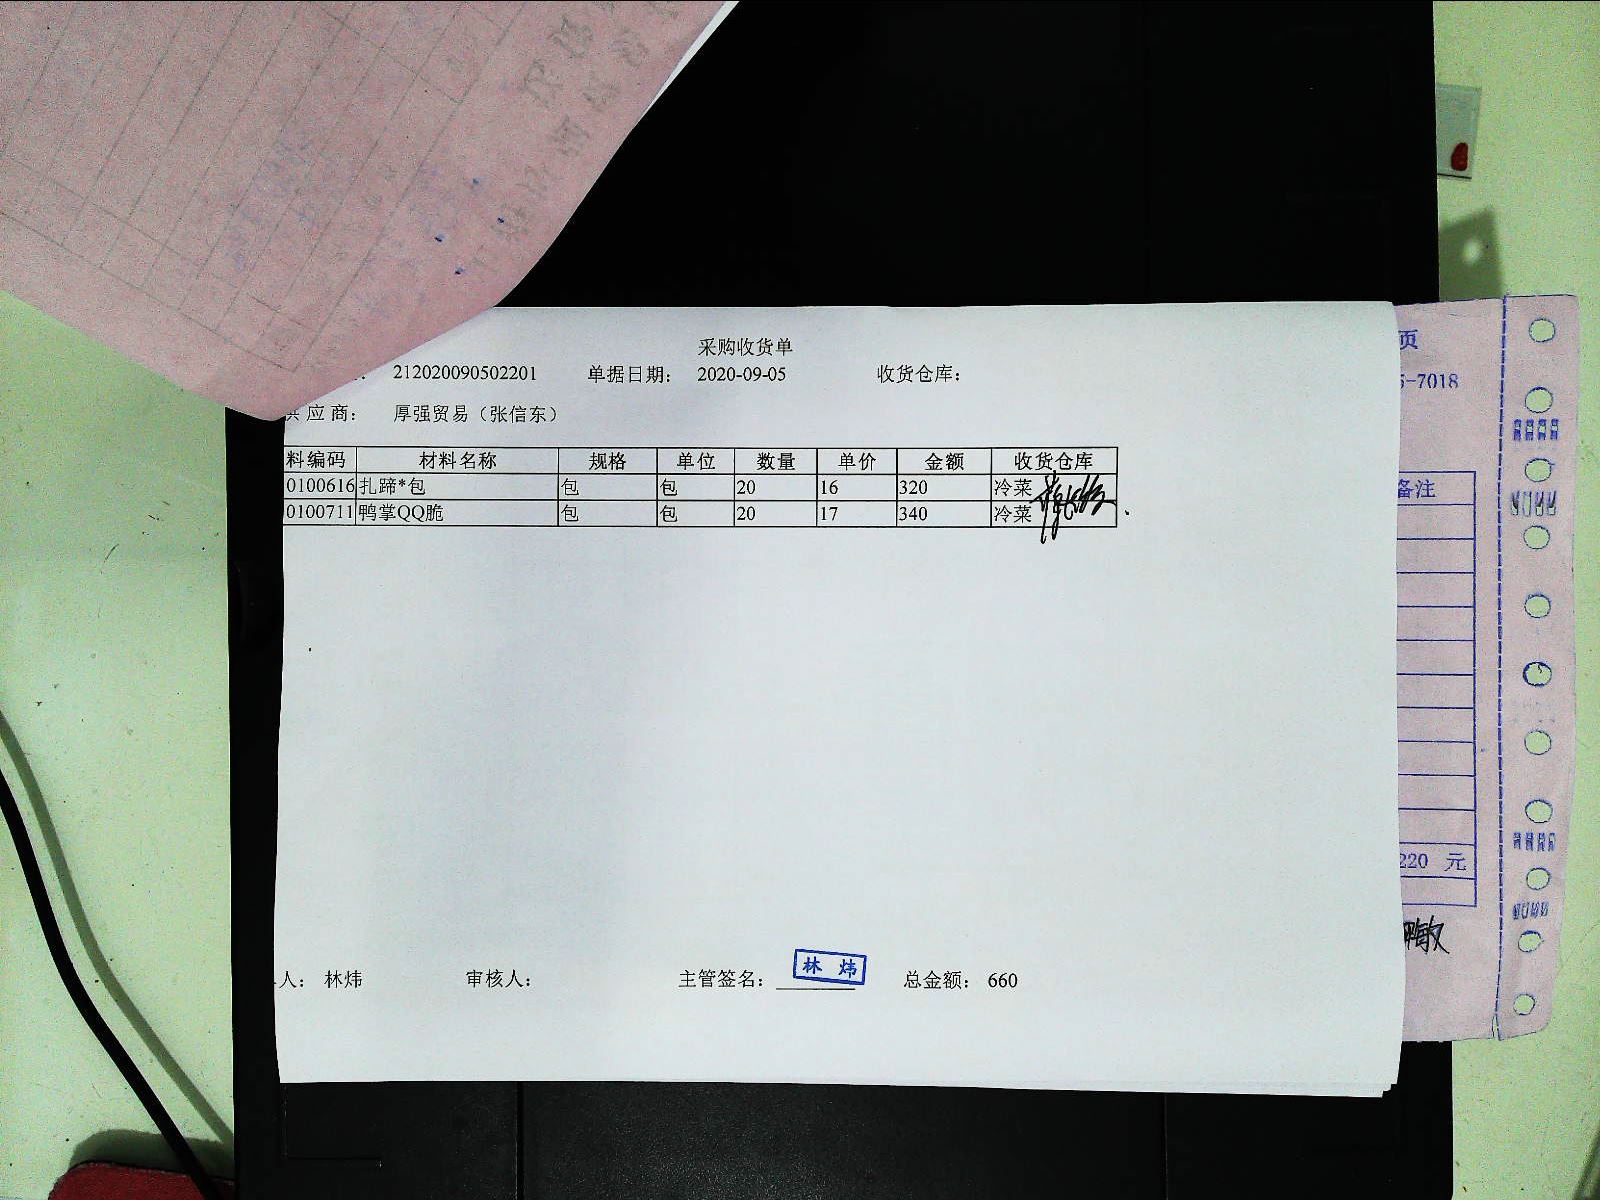 采购收货单
212020090502201 单据日期： 2020-09-05 收货仓库：
供应商： 厚强贸易（张信东）
料编码 材料名称 规格 单位 数量 单价 金额 收货仓库
0100616 扎蹄*包 包 包 20 16 320 冷菜
0100711 鸭掌QQ脆 包 包 20 17 340 冷菜
人： 林炜 审核人： 主管签名： 林炜 总金额： 660
页
5-7018
备注
220 元